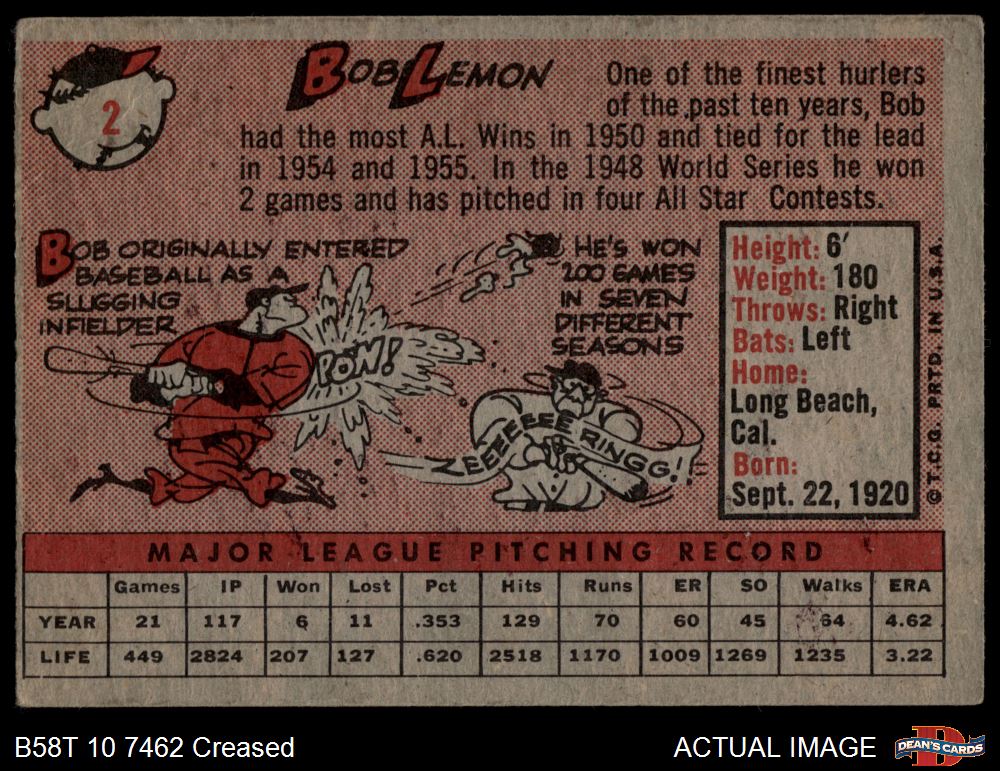 2
BOB LEMON
One of the finest hurlers
of the past ten years, Bob
had the most A.L. Wins in 1950 and tied for the lead
in 1954 and 1955. In the 1948 World Series he won
2 games and has pitched in four All Star Contests.
BOB ORIGINALLY ENTERED
BASEBALL AS A
SLUGGING
INFIELDER
POW!
HE'S WON
200 GAMES
IN SEVEN
DIFFERENT
SEASONS
ZEEEEEEE RINGG!
Height: 6'
Weight: 180
Throws: Right
Bats: Left
Home:
Long Beach,
Cal.
Born:
Sept. 22, 1920
© T.C.G. PRTD. IN U.S.A.
MAJOR LEAGUE PITCHING RECORD
Games IP Won Lost Pct Hits Runs ER SO Walks ERA
YEAR 21 117 6 11 .353 129 70 60 45 64 4.62
LIFE 449 2824 207 127 .620 2518 1170 1009 1269 1235 3.22
B58T 10 7462 Creased
ACTUAL IMAGE
D
DEAN'S CARDS